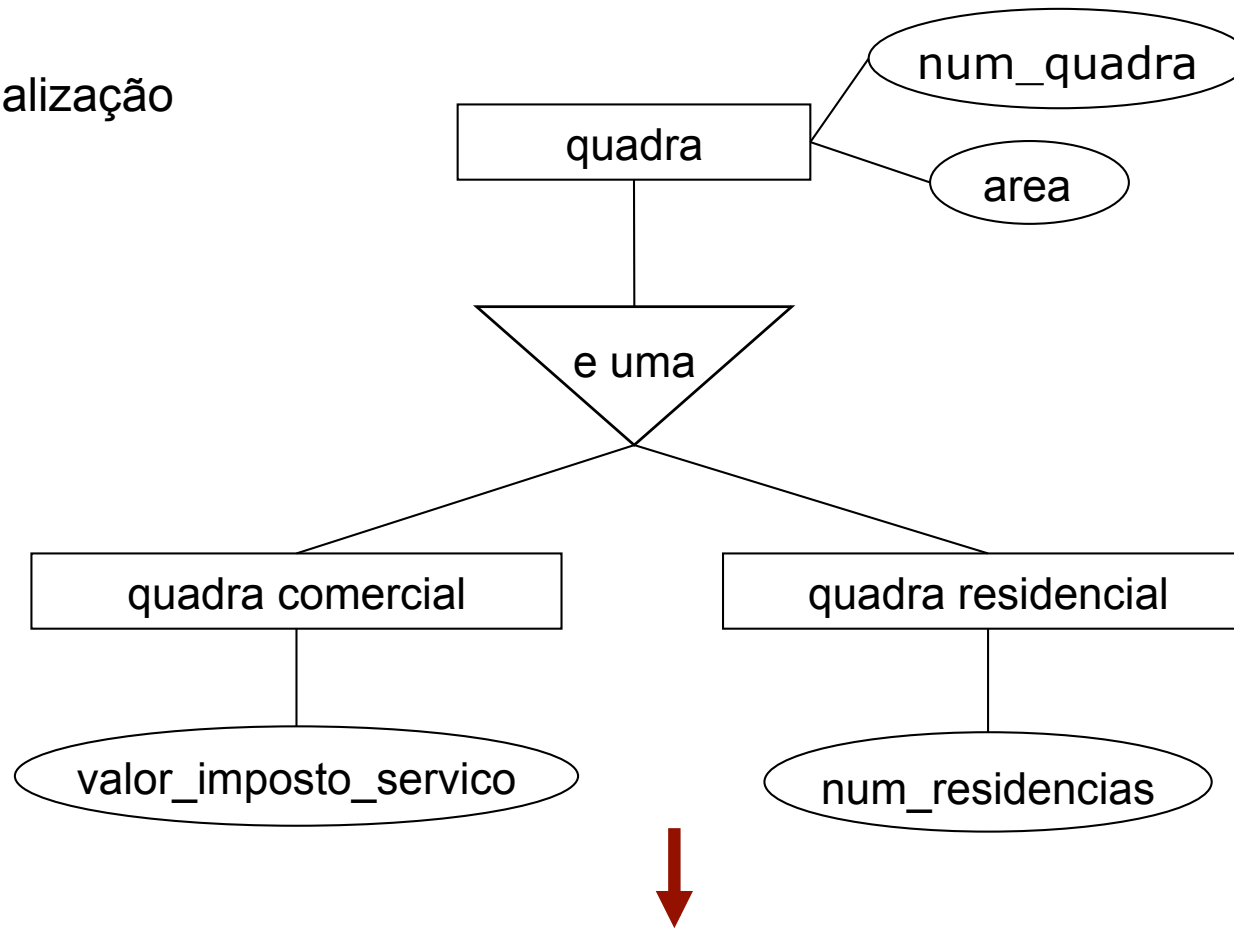 alização
num_quadra
quadra
area
e uma
quadra comercial
quadra residencial
valor_imposto_servico
num_residencias